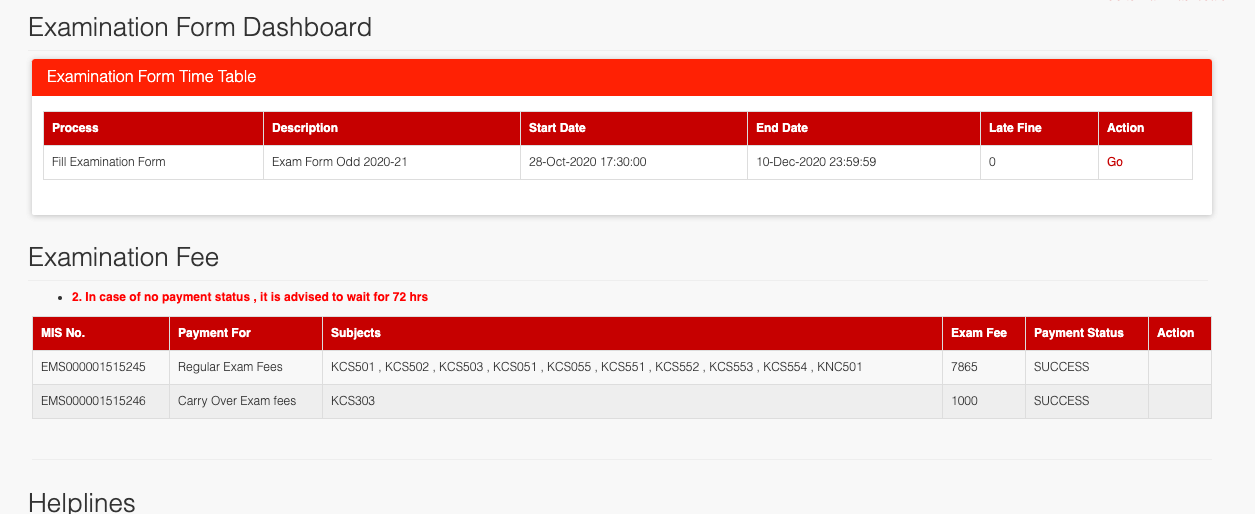 Examination Form Dashboard
Examination Form Time Table
Process Description Start Date End Date Late Fine Action
Fill Examination Form Exam Form Odd 2020-21 28-Oct-2020 17:30:00 10-Dec-2020 23:59:59 0 Go
Examination Fee
2. In case of no payment status , it is advised to wait for 72 hrs
MIS No. Payment For Subjects Exam Fee Payment Status Action
EMS000001515245 Regular Exam Fees KCS501 , KCS502 , KCS503 , KCS051 , KCS055 , KCS551 , KCS552 , KCS553 , KCS554 , KNC501 7865 SUCCESS
EMS000001515246 Carry Over Exam fees KCS303 1000 SUCCESS
Helplines